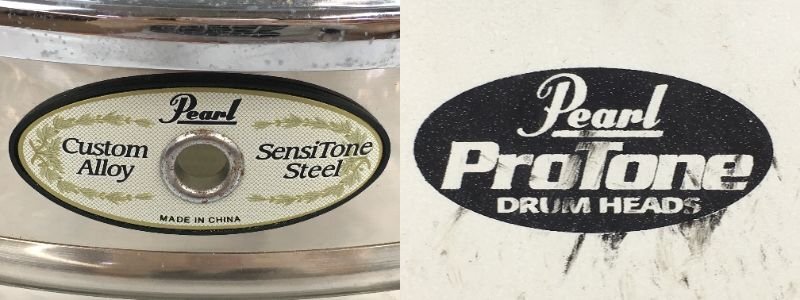 Pearl
Custom Alloy
SensiTone Steel
MADE IN CHINA
Pearl
ProTone
DRUM HEADS